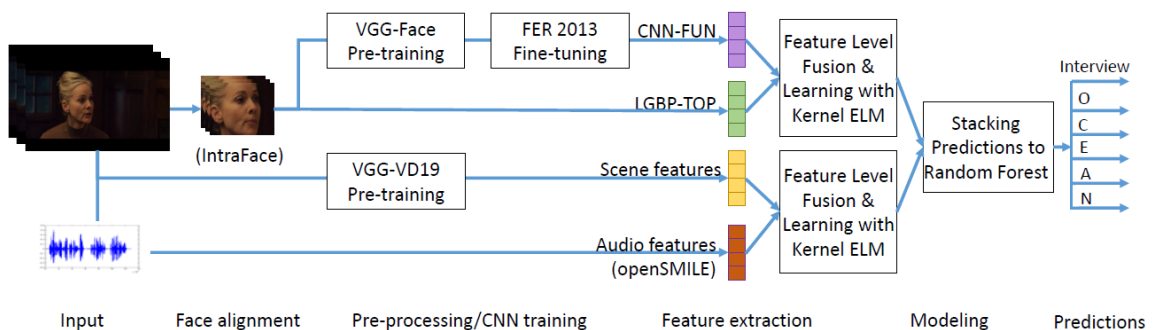 VGG-Face
Pre-training
FER 2013
Fine-tuning
CNN-FUN
LGBP-TOP
(IntraFace)
VGG-VD19
Pre-training
Scene features
Audio features
(openSMILE)
Feature Level
Fusion &
Learning with
Kernel ELM
Feature Level
Fusion &
Learning with
Kernel ELM
Stacking
Predictions to
Random Forest
Interview
O
C
E
A
N
Input
Face alignment
Pre-processing/CNN training
Feature extraction
Modeling
Predictions